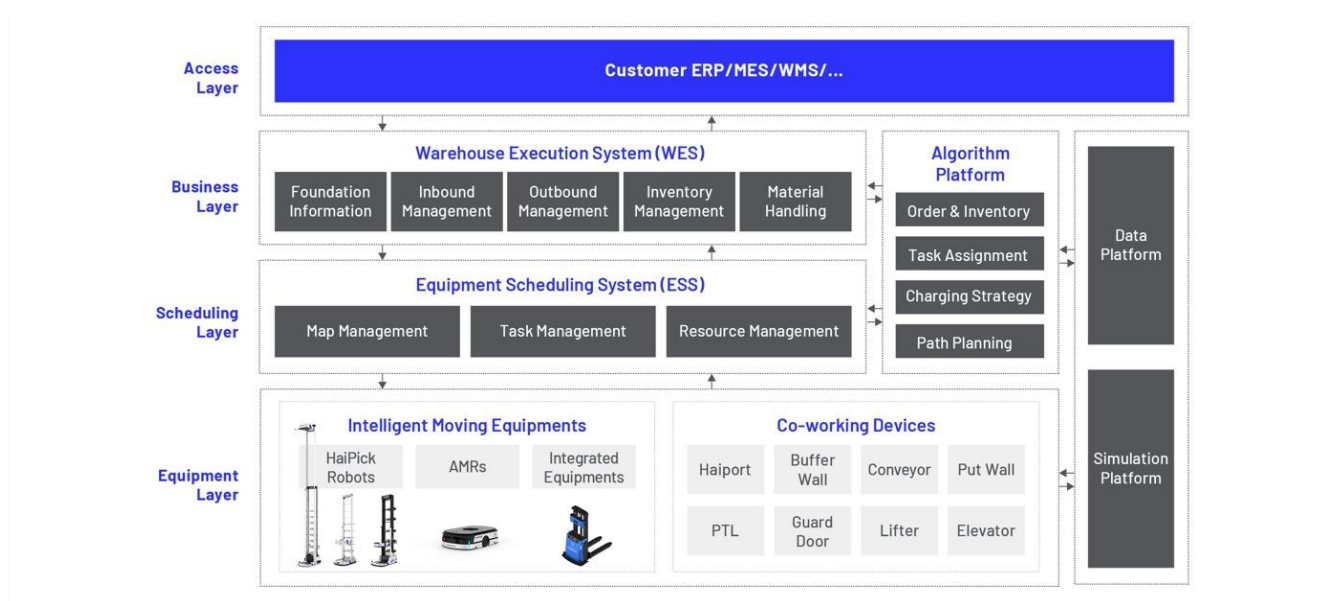 Access
Layer
Customer ERP/MES/WMS/...
Business
Layer
Warehouse Execution System (WES)
Foundation
Information
Inbound
Management
Outbound
Management
Inventory
Management
Material
Handling
Algorithm
Platform
Order & Inventory
Task Assignment
Charging Strategy
Path Planning
Data
Platform
Scheduling
Layer
Equipment Scheduling System (ESS)
Map Management
Task Management
Resource Management
Equipment
Layer
Intelligent Moving Equipments
HaiPick
Robots
AMRs
Integrated
Equipments
Co-working Devices
Haiport
Buffer
Wall
Conveyor
Put Wall
PTL
Guard
Door
Lifter
Elevator
Simulation
Platform